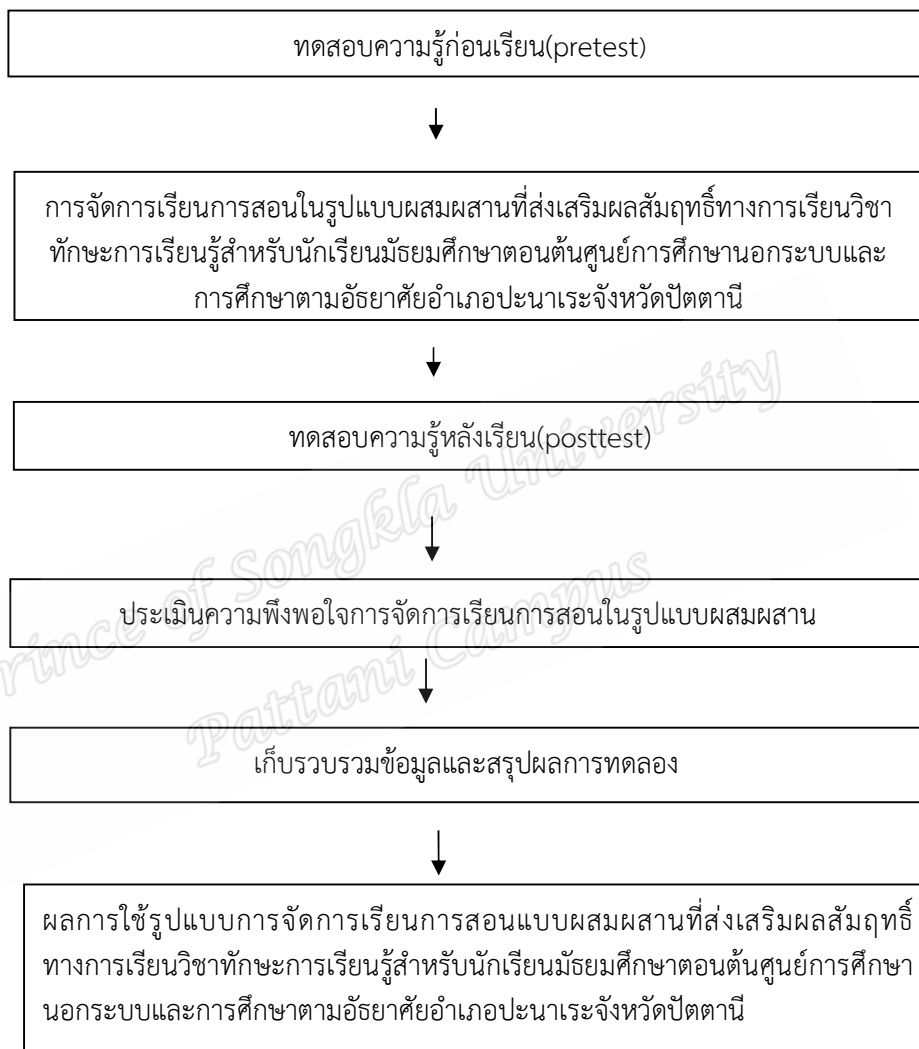 ทดสอบความรู้ก่อนเรียน(pretest)
การจัดการเรียนการสอนในรูปแบบผสมผสานที่ส่งเสริมผลสัมฤทธิ์ทางการเรียนวิชา
ทักษะการเรียนรู้สำหรับนักเรียนมัธยมศึกษาตอนต้นศูนย์การศึกษานอกระบบและ
การศึกษาตามอัธยาศัยอำเภอปะนาเระจังหวัดปัตตานี
ทดสอบความรู้หลังเรียน(posttest)
ประเมินความพึงพอใจการจัดการเรียนการสอนในรูปแบบผสมผสาน
เก็บรวบรวมข้อมูลและสรุปผลการทดลอง
ผลการใช้รูปแบบการจัดการเรียนการสอนแบบผสมผสานที่ส่งเสริมผลสัมฤทธิ์
ทางการเรียนวิชาทักษะการเรียนรู้สำหรับนักเรียนมัธยมศึกษาตอนต้นศูนย์การศึกษา
นอกระบบและการศึกษาตามอัธยาศัยอำเภอปะนาเระจังหวัดปัตตานี
rince of Songkla University
Pattani Campus